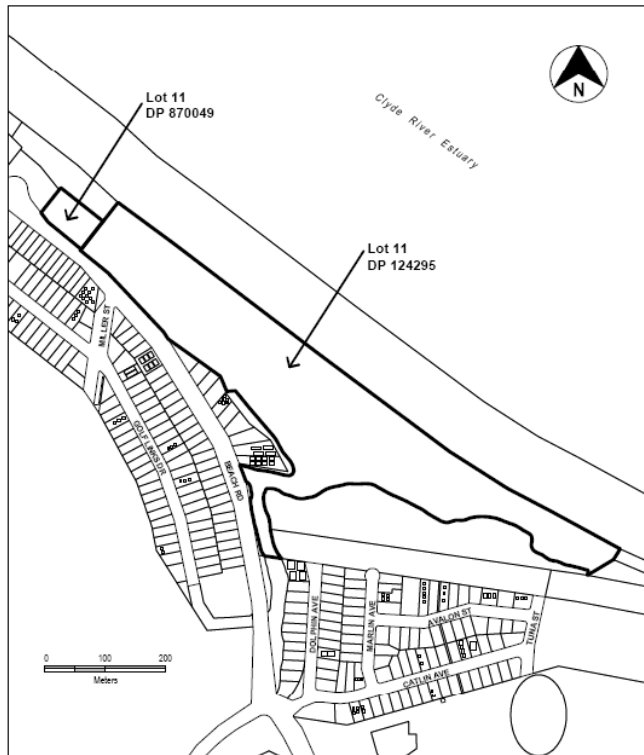 Lot 11
DP 870049
N
Clyde River Estuary
Lot 11
DP 124295
MILLER ST
GOLF LINKS DR
BEACH RD
DOLPHIN AVE
MARLIN AVE
AVALON ST
TUNA ST
CATLIN AVE
0 100 200
Meters